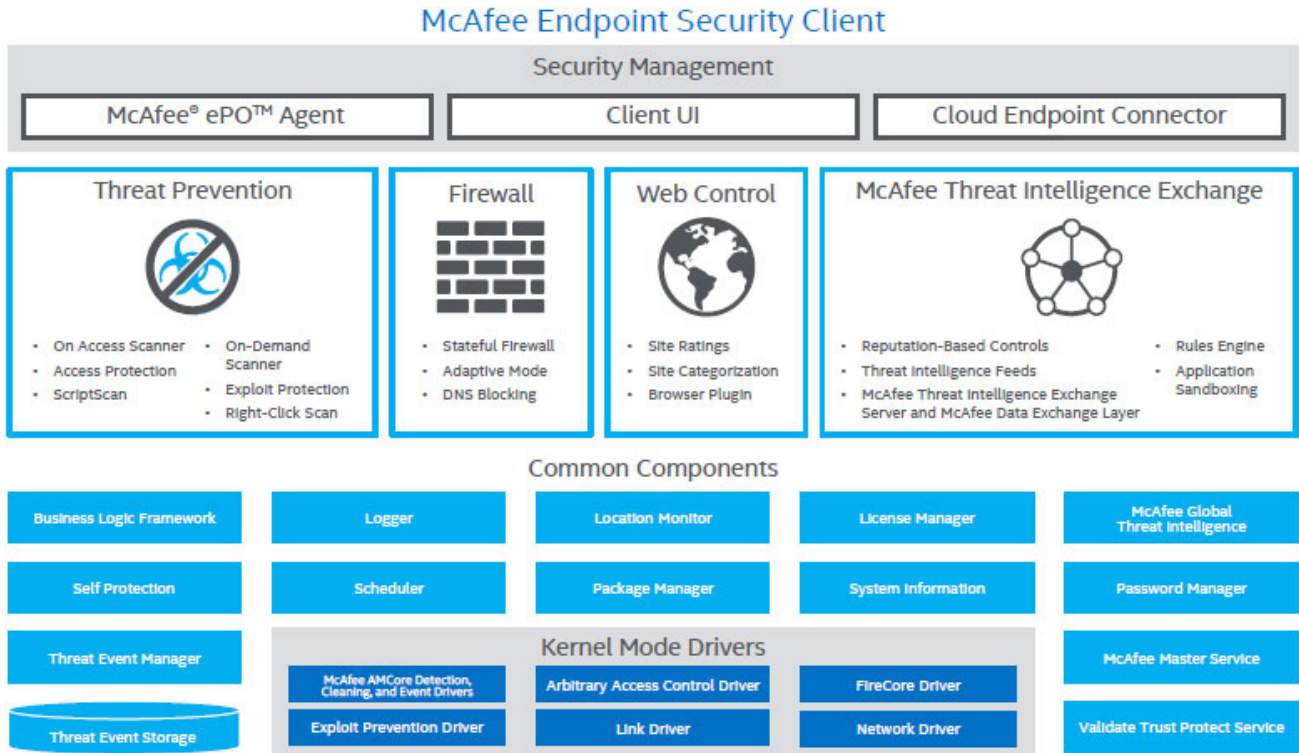 McAfee Endpoint Security Client
Security Management
McAfee® ePO™ Agent
Client UI
Cloud Endpoint Connector
Threat Prevention
• On Access Scanner
• Access Protection
• ScriptScan
• On-Demand
Scanner
• Exploit Protection
• Right-Click Scan
Firewall
• Stateful Firewall
• Adaptive Mode
• DNS Blocking
Web Control
• Site Ratings
• Site Categorization
• Browser Plugin
McAfee Threat Intelligence Exchange
• Reputation-Based Controls
• Threat Intelligence Feeds
• McAfee Threat Intelligence Exchange
Server and McAfee Data Exchange Layer
• Rules Engine
• Application
Sandboxing
Common Components
Business Logic Framework
Logger
Location Monitor
License Manager
McAfee Global
Threat Intelligence
Self Protection
Scheduler
Package Manager
System Information
Password Manager
Threat Event Manager
Threat Event Storage
Kernel Mode Drivers
McAfee AMCore Detection,
Cleaning, and Event Drivers
Arbitrary Access Control Driver
FireCore Driver
Exploit Prevention Driver
Link Driver
Network Driver
McAfee Master Service
Validate Trust Protect Service